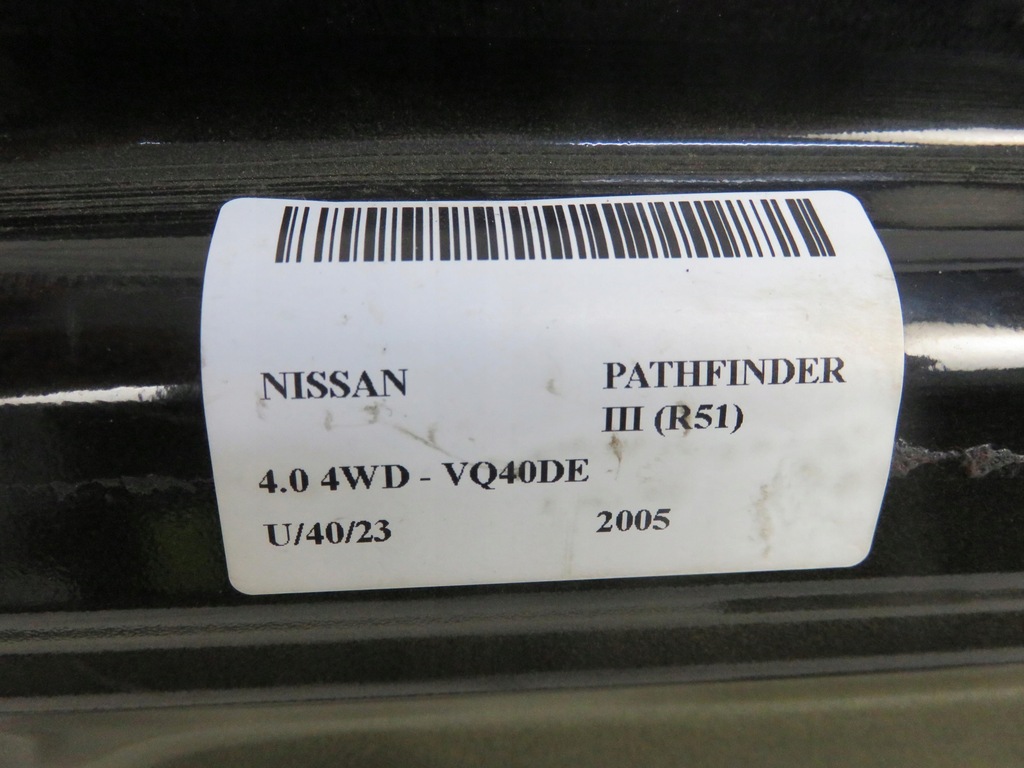 NISSAN PATHFINDER
III (R51)
4.0 4WD - VQ40DE
U/40/23 2005